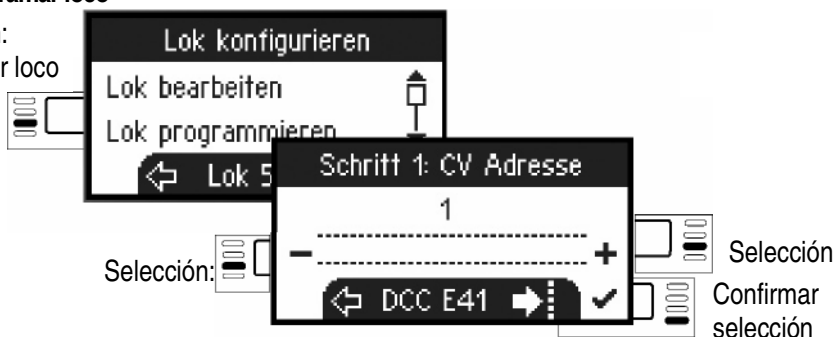 Lok konfigurieren
r loco
Lok bearbeiten
Lok programmieren
Lok 5
Schritt 1: CV Adresse
1
Selección:
Selección
DCC E41
Confirmar
selección